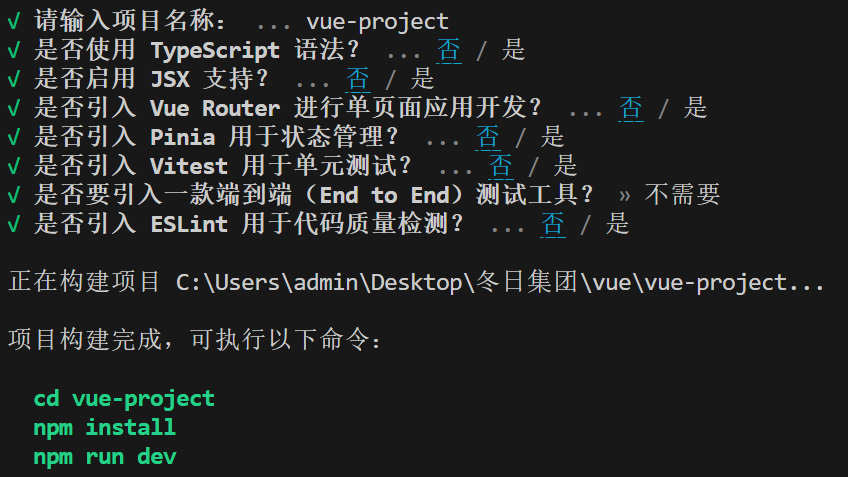 √ 请输入项目名称： ... vue-project
√ 是否使用 TypeScript 语法？ ... 否 / 是
√ 是否启用 JSX 支持？ ... 否 / 是
√ 是否引入 Vue Router 进行单页面应用开发？ ... 否 / 是
√ 是否引入 Pinia 用于状态管理？ ... 否 / 是
√ 是否引入 Vitest 用于单元测试？ ... 否 / 是
√ 是否要引入一款端到端（End to End）测试工具？ » 不需要
√ 是否引入 ESLint 用于代码质量检测？ ... 否 / 是
正在构建项目 C:\Users\admin\Desktop\冬日集团\vue\vue-project...
项目构建完成，可执行以下命令：
cd vue-project
npm install
npm run dev